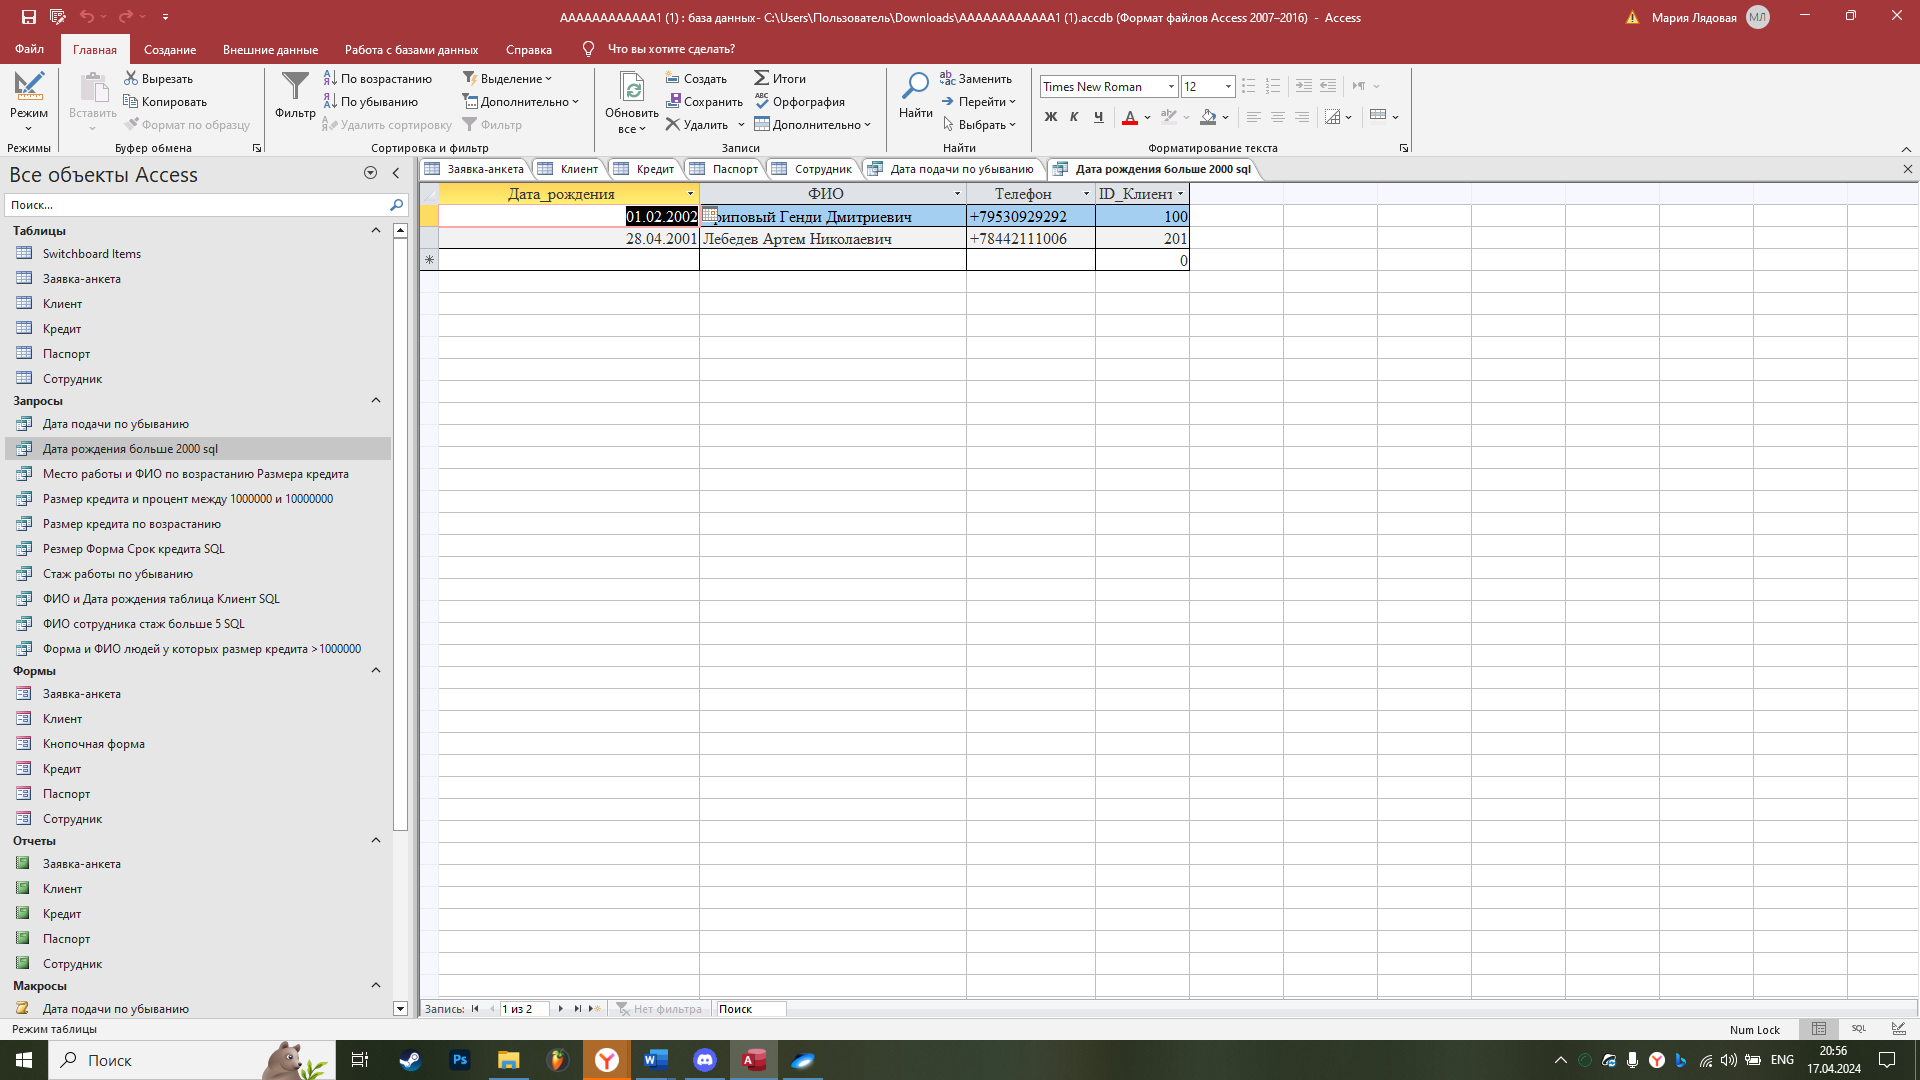 AAAAAAAAAAAA1 (1) : база данных- C:\Users\Пользователь\Downloads\AAAAAAAAAAAA1 (1).accdb (Формат файлов Access 2007–2016) - Access
Мария Лядовая
МЛ
Файл
Главная
Создание
Внешние данные
Работа с базами данных
Справка
Что вы хотите сделать?
Режим
Режимы
Вставить
Вырезать
Копировать
Формат по образцу
Буфер обмена
Фильтр
По возрастанию
По убыванию
Удалить сортировку
Выделение
Дополнительно
Фильтр
Сортировка и фильтр
Обновить все
Создать
Сохранить
Удалить
Итоги
Орфография
Дополнительно
Записи
Найти
Заменить
Перейти
Выбрать
Найти
Times New Roman
12
Ж К Ч
Форматирование текста
Все объекты Access
Поиск...
Таблицы
Switchboard Items
Заявка-анкета
Клиент
Кредит
Паспорт
Сотрудник
Запросы
Дата подачи по убыванию
Дата рождения больше 2000 sql
Место работы и ФИО по возрастанию Размера кредита
Размер кредита и процент между 1000000 и 10000000
Размер кредита по возрастанию
Резмер Форма Срок кредита SQL
Стаж работы по убыванию
ФИО и Дата рождения таблица Клиент SQL
ФИО сотрудника стаж больше 5 SQL
Форма и ФИО людей у которых размер кредита >1000000
Формы
Заявка-анкета
Клиент
Кнопочная форма
Кредит
Паспорт
Сотрудник
Отчеты
Заявка-анкета
Клиент
Кредит
Паспорт
Сотрудник
Макросы
Дата подачи по убыванию
Заявка-анкета
Клиент
Кредит
Паспорт
Сотрудник
Дата подачи по убыванию
Дата рождения больше 2000 sql
Дата_рождения ФИО Телефон ID_Клиент
01.02.2002 Генди Дмитриевич +79530929292 100
28.04.2001 Лебедев Артем Николаевич +78442111006 201
0
Запись: 1 из 2 Нет фильтра Поиск
Режим таблицы
Num Lock
SQL
Поиск
ENG
20:56
17.04.2024